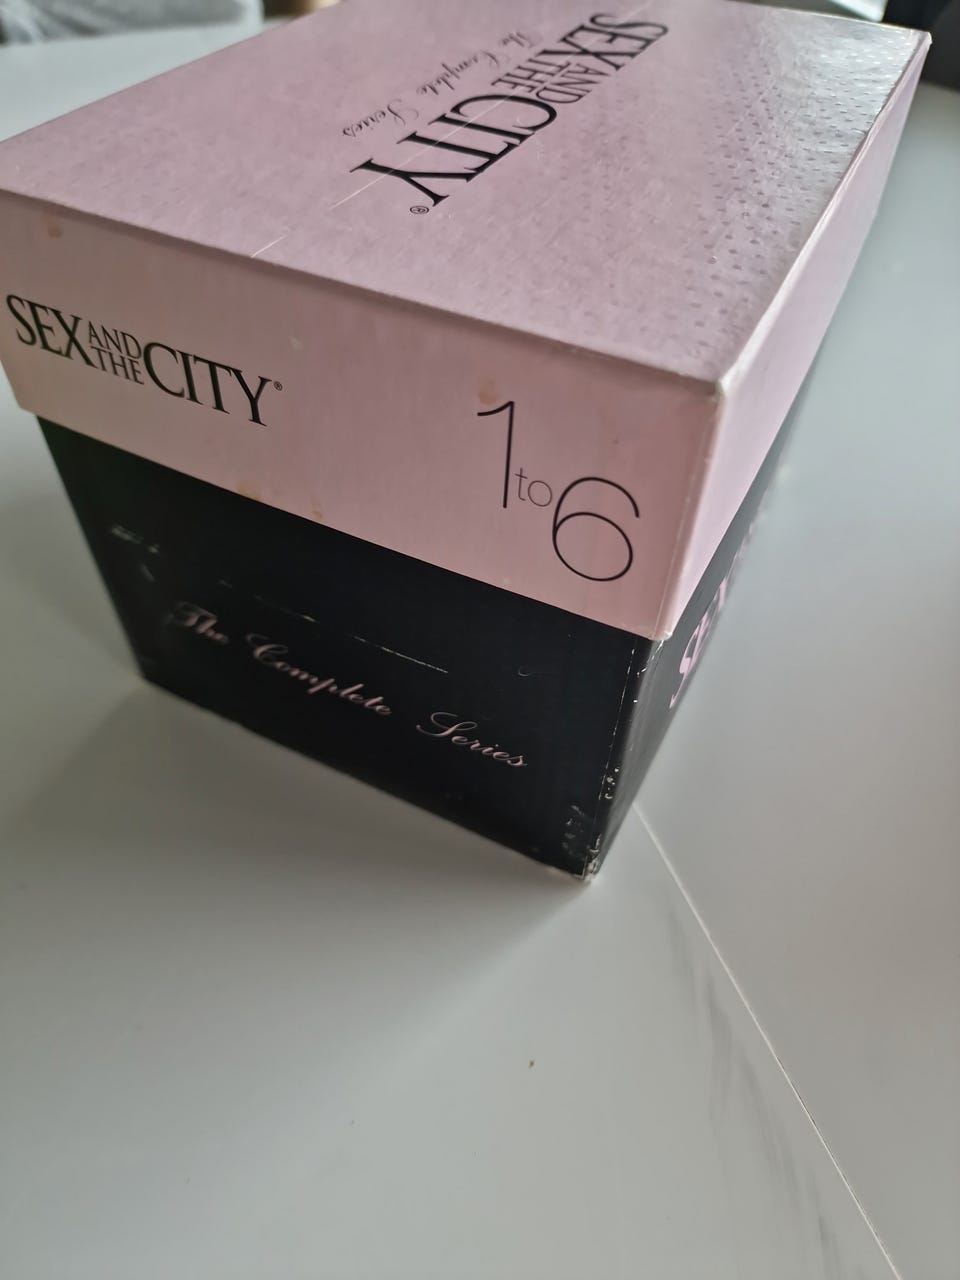 SEX AND THE CITY®
The Complete Series
SEX AND THE CITY®
1 to 6
The Complete Series